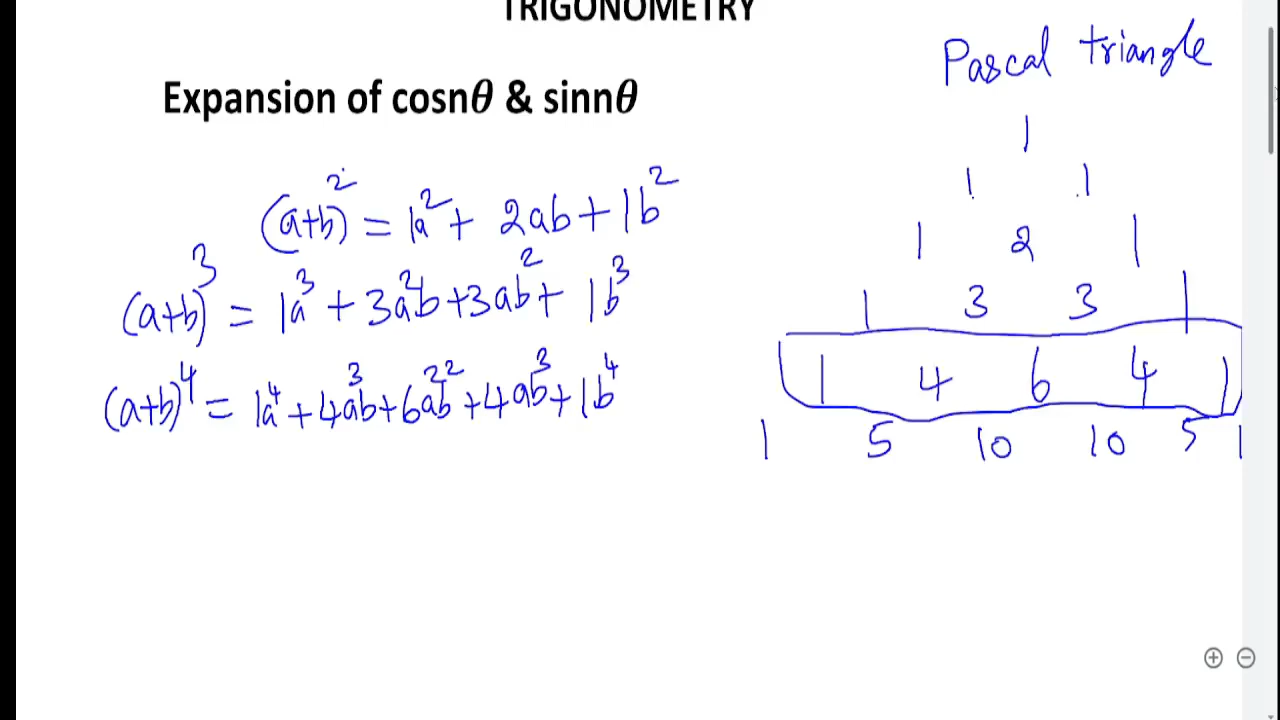 TRIGONOMETRY
Expansion of cosnθ & sinnθ
(a+b)² = 1a² + 2ab + 1b²
(a+b)³ = 1a³ + 3a²b + 3ab² + 1b³
(a+b)⁴ = 1a⁴ + 4a³b + 6a²b² + 4ab³ + 1b⁴
Pascal triangle
1
1 1
1 2 1
1 3 3 1
1 4 6 4 1
1 5 10 10 5 1